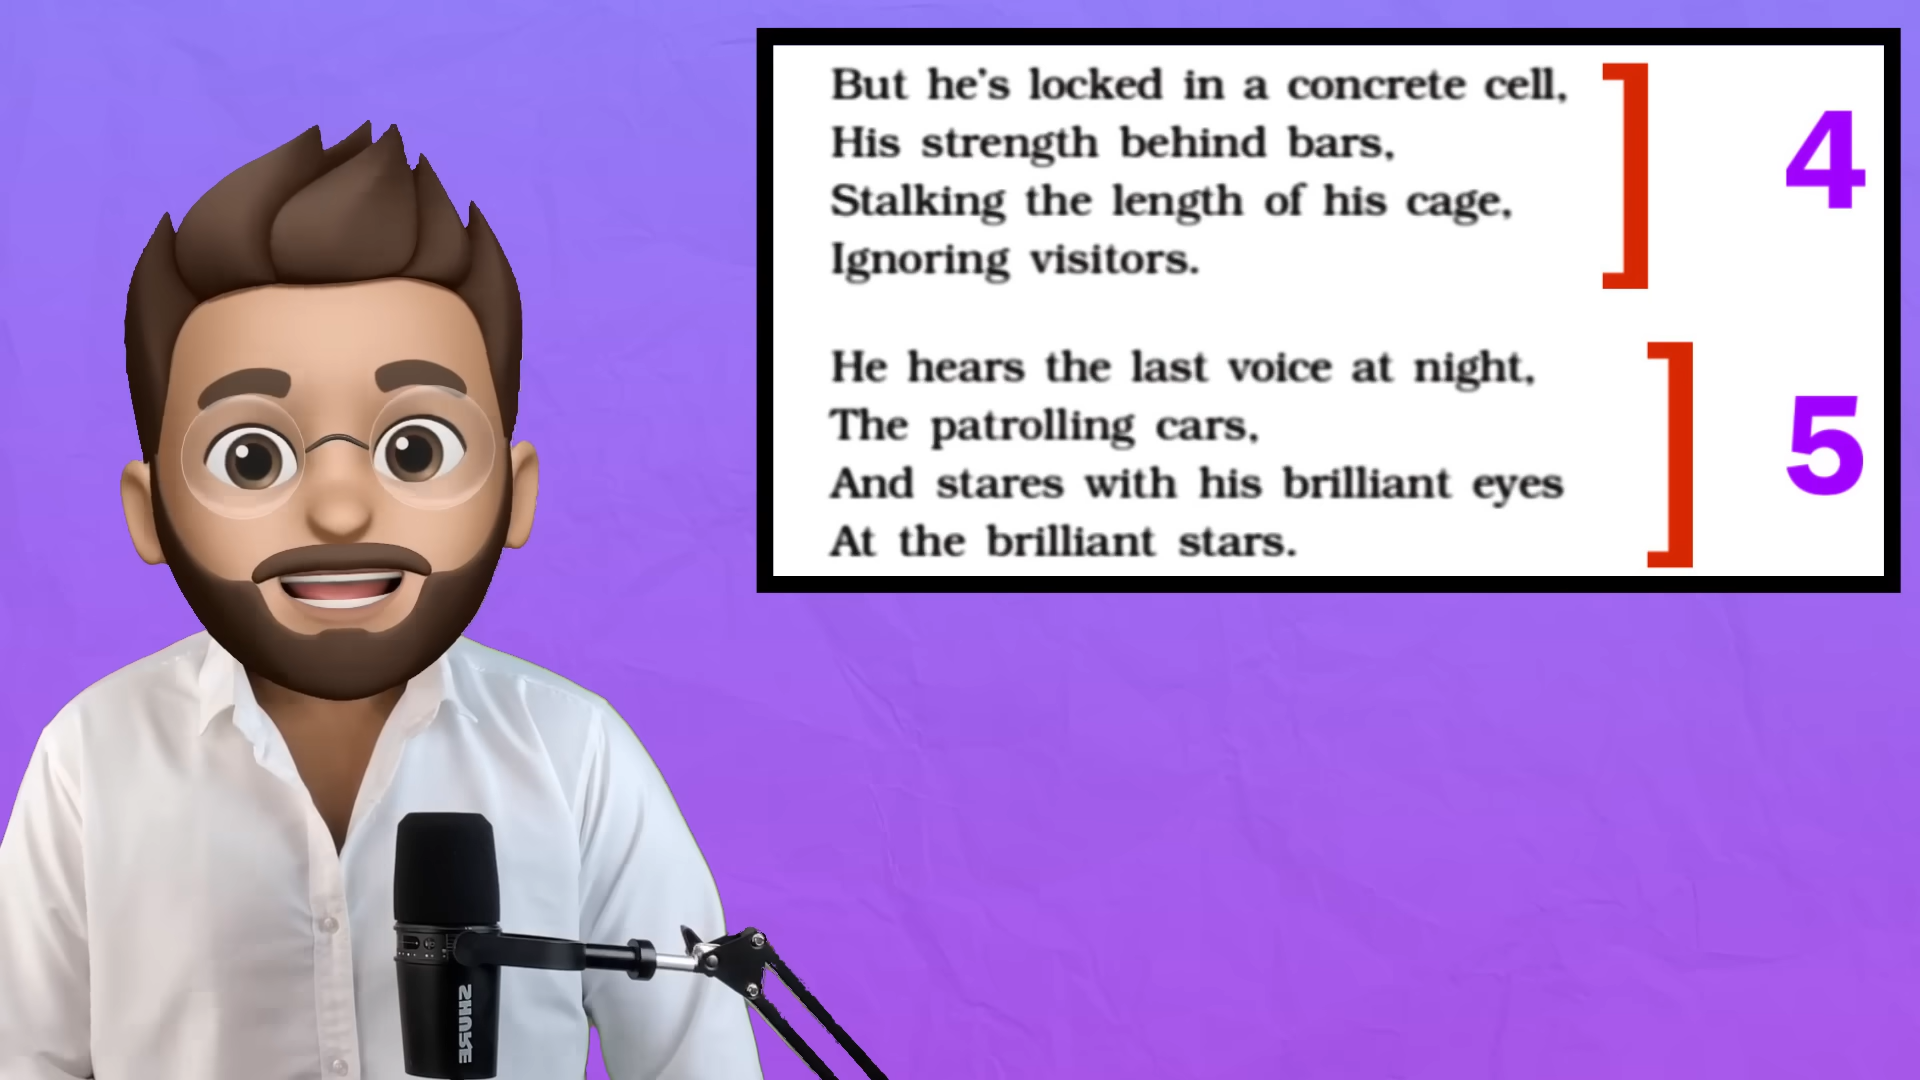 But he's locked in a concrete cell,
His strength behind bars,
Stalking the length of his cage,
Ignoring visitors.
4
He hears the last voice at night,
The patrolling cars,
And stares with his brilliant eyes
At the brilliant stars.
5
SHURE